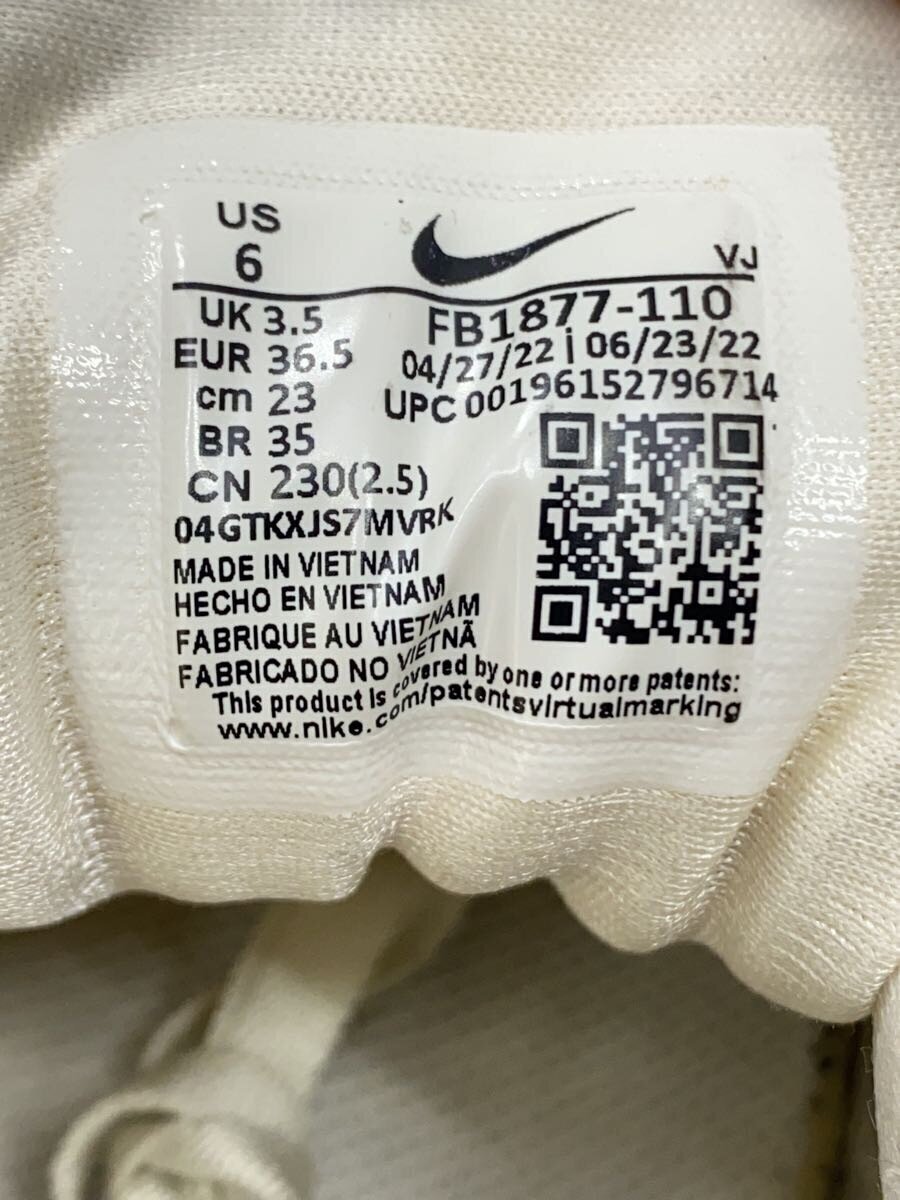 US
6
VJ
UK 3.5
EUR 36.5
cm 23
BR 35
CN 230(2.5)
FB1877-110
04/27/22 | 06/23/22
UPC 00196152796714
04GTKXJS7MVRK
MADE IN VIETNAM
HECHO EN VIETNAM
FABRIQUE AU VIETNAM
FABRICADO NO VIETNÃ
This product is covered by one or more patents:
www.nike.com/patentsvirtualmarking